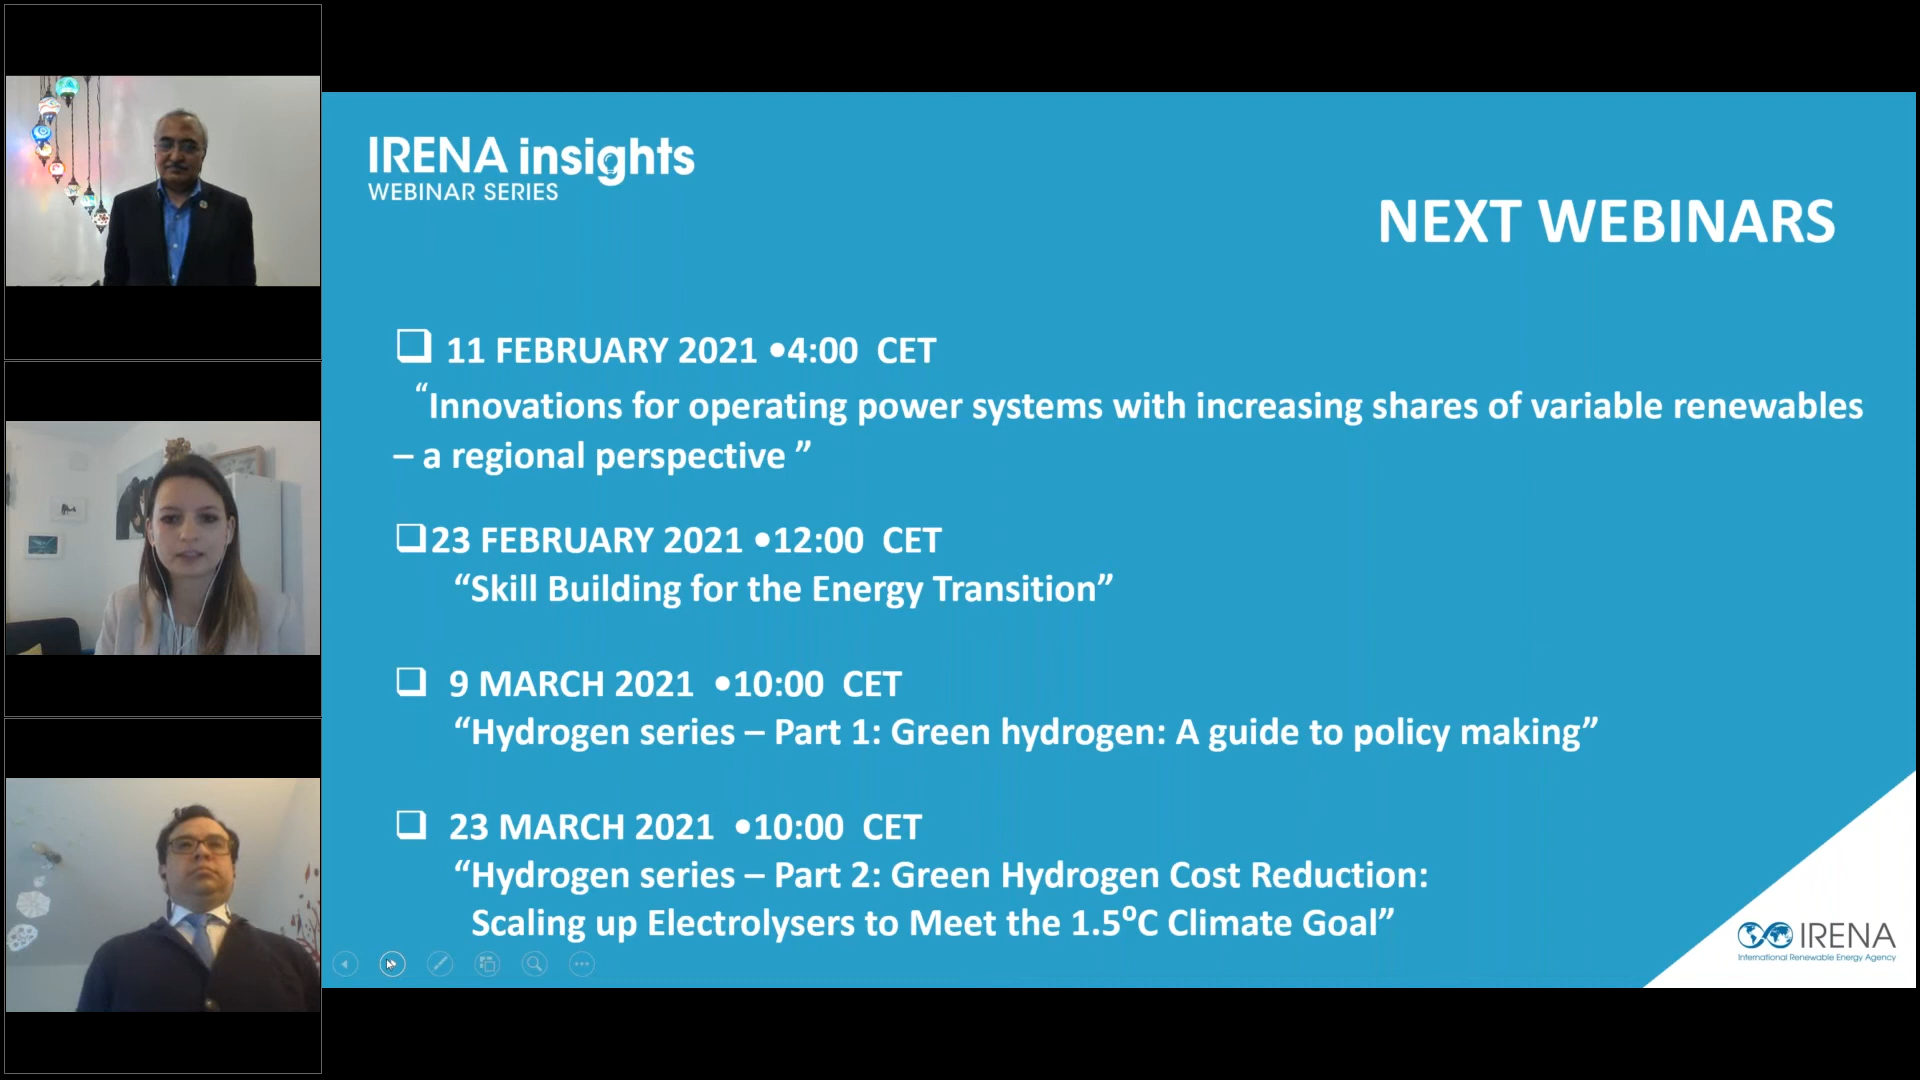 IRENA insights
WEBINAR SERIES
NEXT WEBINARS
❑ 11 FEBRUARY 2021 •4:00 CET
“Innovations for operating power systems with increasing shares of variable renewables
– a regional perspective ”
❑23 FEBRUARY 2021 •12:00 CET
“Skill Building for the Energy Transition”
❑ 9 MARCH 2021 •10:00 CET
“Hydrogen series – Part 1: Green hydrogen: A guide to policy making”
❑ 23 MARCH 2021 •10:00 CET
“Hydrogen series – Part 2: Green Hydrogen Cost Reduction:
Scaling up Electrolysers to Meet the 1.5⁰C Climate Goal”
IRENA
International Renewable Energy Agency